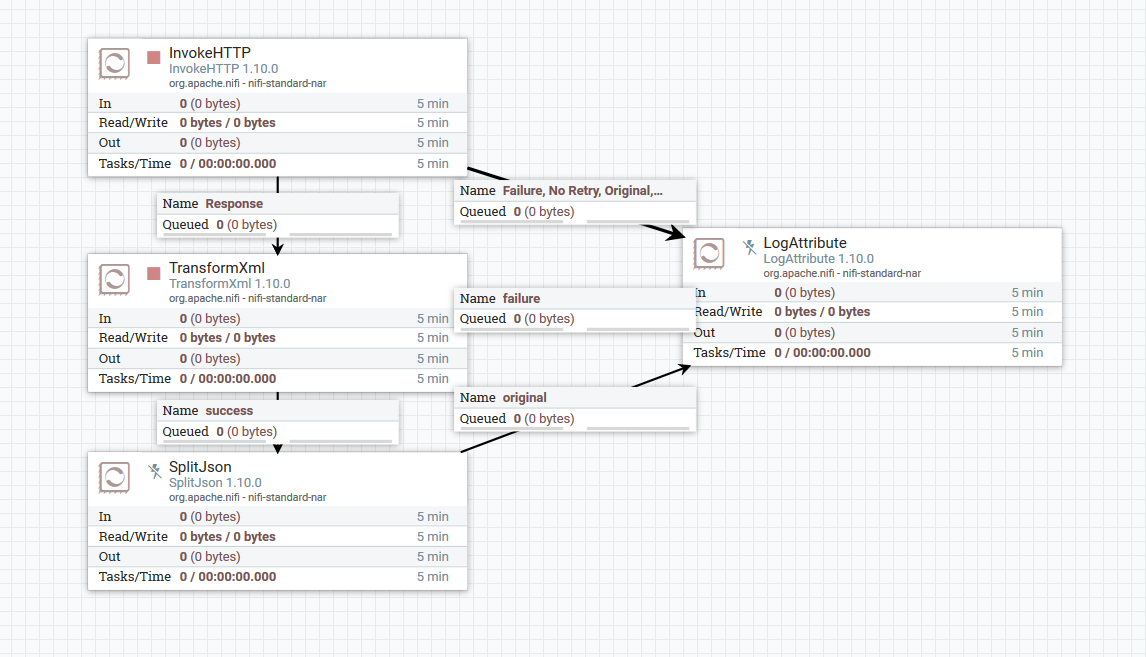 InvokeHTTP
InvokeHTTP 1.10.0
org.apache.nifi - nifi-standard-nar
In 0 (0 bytes) 5 min
Read/Write 0 bytes / 0 bytes 5 min
Out 0 (0 bytes) 5 min
Tasks/Time 0 / 00:00:00.000 5 min
Name Response
Queued 0 (0 bytes)
Name Failure, No Retry, Original,...
Queued 0 (0 bytes)
TransformXml
TransformXml 1.10.0
org.apache.nifi - nifi-standard-nar
In 0 (0 bytes) 5 min
Read/Write 0 bytes / 0 bytes 5 min
Out 0 (0 bytes) 5 min
Tasks/Time 0 / 00:00:00.000 5 min
Name failure
Queued 0 (0 bytes)
LogAttribute
LogAttribute 1.10.0
org.apache.nifi - nifi-standard-nar
In 0 (0 bytes) 5 min
Read/Write 0 bytes / 0 bytes 5 min
Out 0 (0 bytes) 5 min
Tasks/Time 0 / 00:00:00.000 5 min
Name success
Queued 0 (0 bytes)
Name original
Queued 0 (0 bytes)
SplitJson
SplitJson 1.10.0
org.apache.nifi - nifi-standard-nar
In 0 (0 bytes) 5 min
Read/Write 0 bytes / 0 bytes 5 min
Out 0 (0 bytes) 5 min
Tasks/Time 0 / 00:00:00.000 5 min